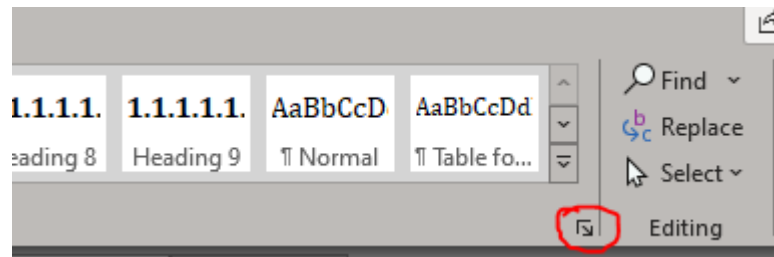 1.1.1.1. 1.1.1.1.1. AaBbCcD AaBbCcDd
eading 8 Heading 9 ¶ Normal ¶ Table fo...
Find
Replace
Select
Editing